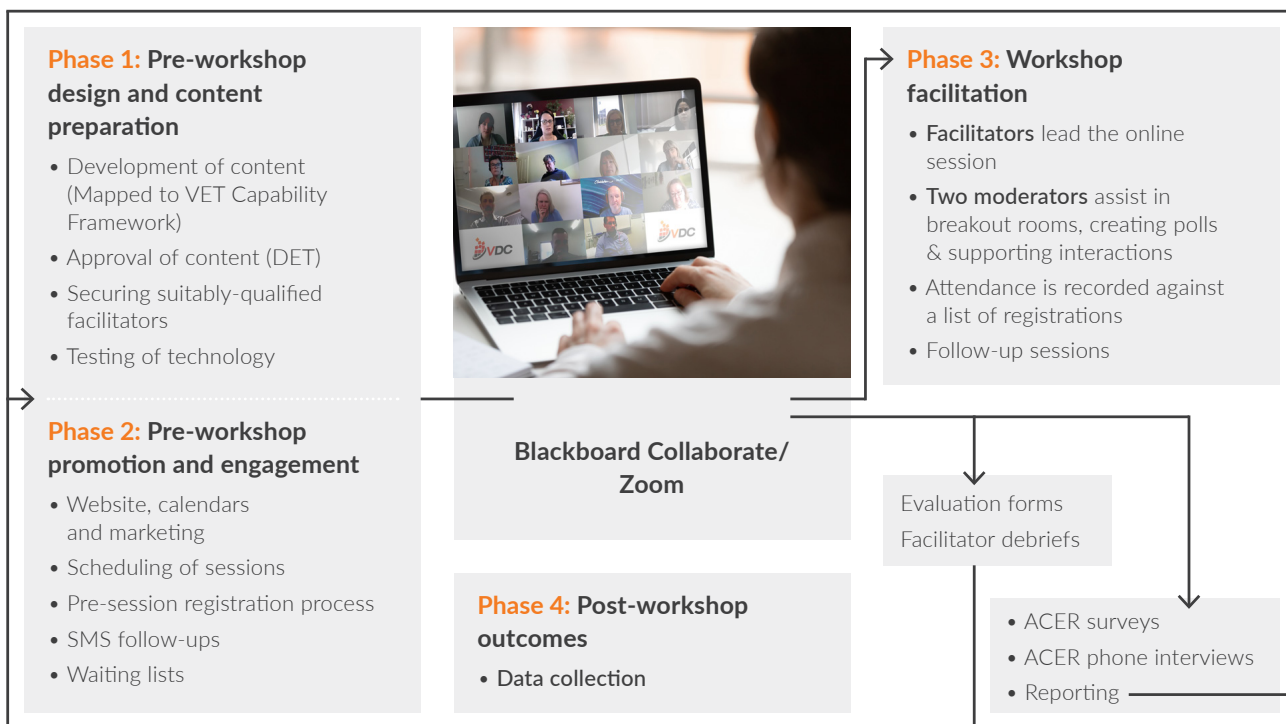 Phase 1: Pre-workshop
design and content
preparation
• Development of content
(Mapped to VET Capability
Framework)
• Approval of content (DET)
• Securing suitably-qualified
facilitators
• Testing of technology
Phase 2: Pre-workshop
promotion and engagement
• Website, calendars
and marketing
• Scheduling of sessions
• Pre-session registration process
• SMS follow-ups
• Waiting lists
VDC
VDC
Blackboard Collaborate/
Zoom
Phase 4: Post-workshop
outcomes
• Data collection
Phase 3: Workshop
facilitation
• Facilitators lead the online
session
• Two moderators assist in
breakout rooms, creating polls
& supporting interactions
• Attendance is recorded against
a list of registrations
• Follow-up sessions
Evaluation forms
Facilitator debriefs
• ACER surveys
• ACER phone interviews
• Reporting